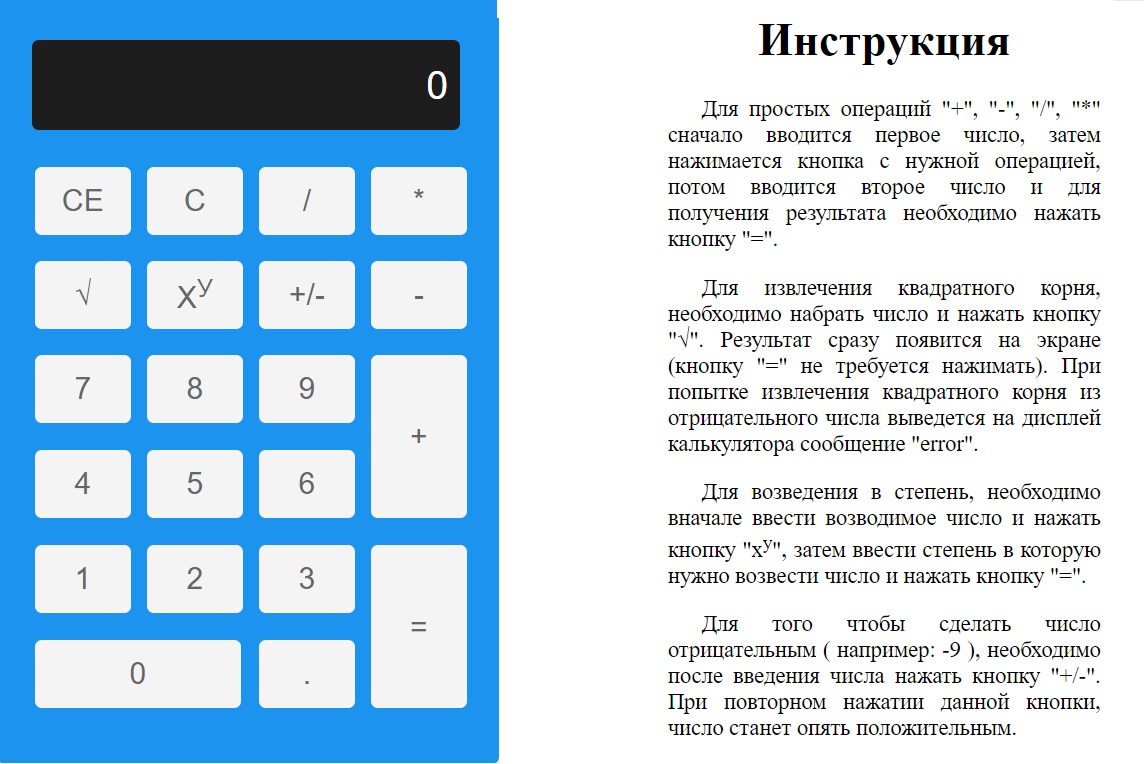 0
CE C / *
√ Xʸ +/- -
7 8 9
+
4 5 6
1 2 3
=
0 .
Инструкция
Для простых операций "+", "-", "/", "*"
сначало вводится первое число, затем
нажимается кнопка с нужной операцией,
потом вводится второе число и для
получения результата необходимо нажать
кнопку "=".
Для извлечения квадратного корня,
необходимо набрать число и нажать кнопку
"√". Результат сразу появится на экране
(кнопку "=" не требуется нажимать). При
попытке извлечения квадратного корня из
отрицательного числа выведется на дисплей
калькулятора сообщение "error".
Для возведения в степень, необходимо
вначале ввести возводимое число и нажать
кнопку "xʸ", затем ввести степень в которую
нужно возвести число и нажать кнопку "=".
Для того чтобы сделать число
отрицательным ( например: -9 ), необходимо
после введения числа нажать кнопку "+/-".
При повторном нажатии данной кнопки,
число станет опять положительным.